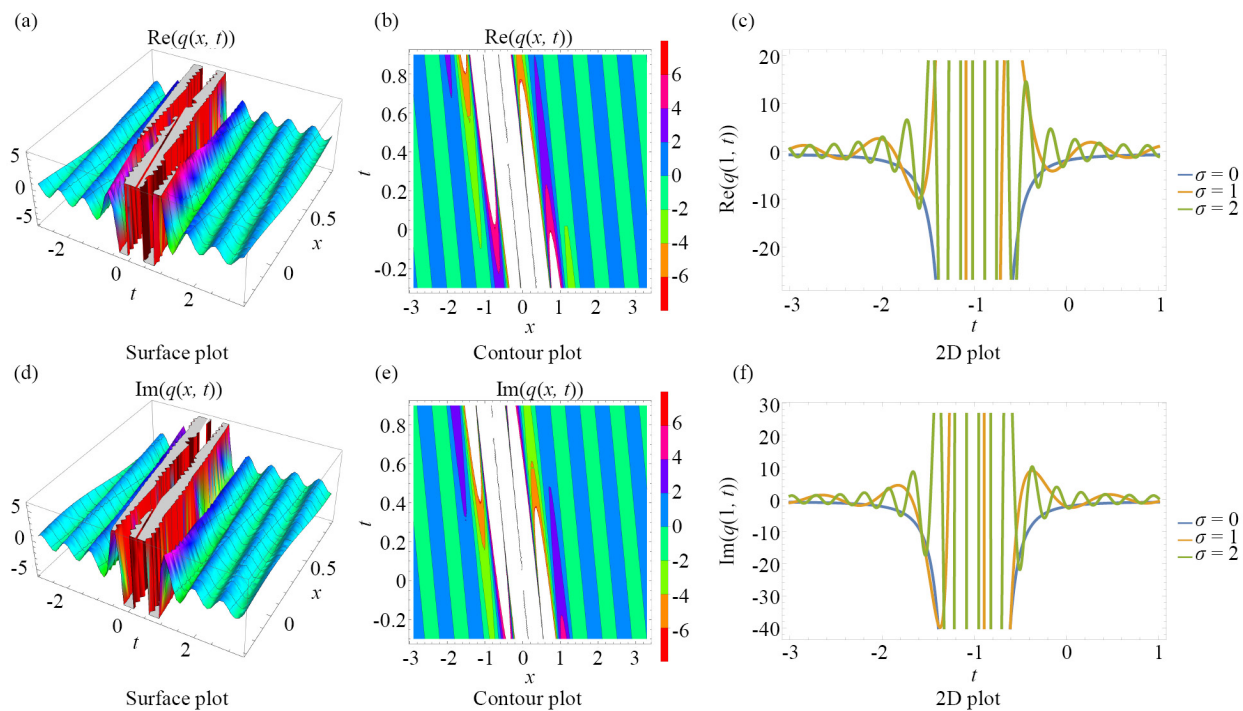 (a)
Re(q(x, t))
5
0
-5
-2
0
2
t
0
0.5
x
Surface plot
(b)
Re(q(x, t))
0.8
0.6
0.4
0.2
0
-0.2
t
-3 -2 -1 0 1 2 3
x
6
4
2
0
-2
-4
-6
Contour plot
(c)
20
10
0
-10
-20
Re(q(1, t))
-3 -2 -1 0 1
t
σ = 0
σ = 1
σ = 2
2D plot
(d)
Im(q(x, t))
5
0
-5
-2
0
2
t
0
0.5
x
Surface plot
(e)
Im(q(x, t))
0.8
0.6
0.4
0.2
0
0.2
t
-3 -2 -1 0 1 2 3
x
6
4
2
0
-2
-4
-6
Contour plot
(f)
30
20
10
0
-10
-20
-30
-40
Im(q(1, t))
-3 -2 -1 0 1
t
σ = 0
σ = 1
σ = 2
2D plot